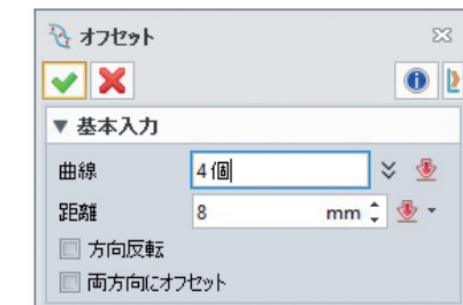 オフセット
▼ 基本入力
曲線 4個
距離 8 mm
方向反転
両方向にオフセット